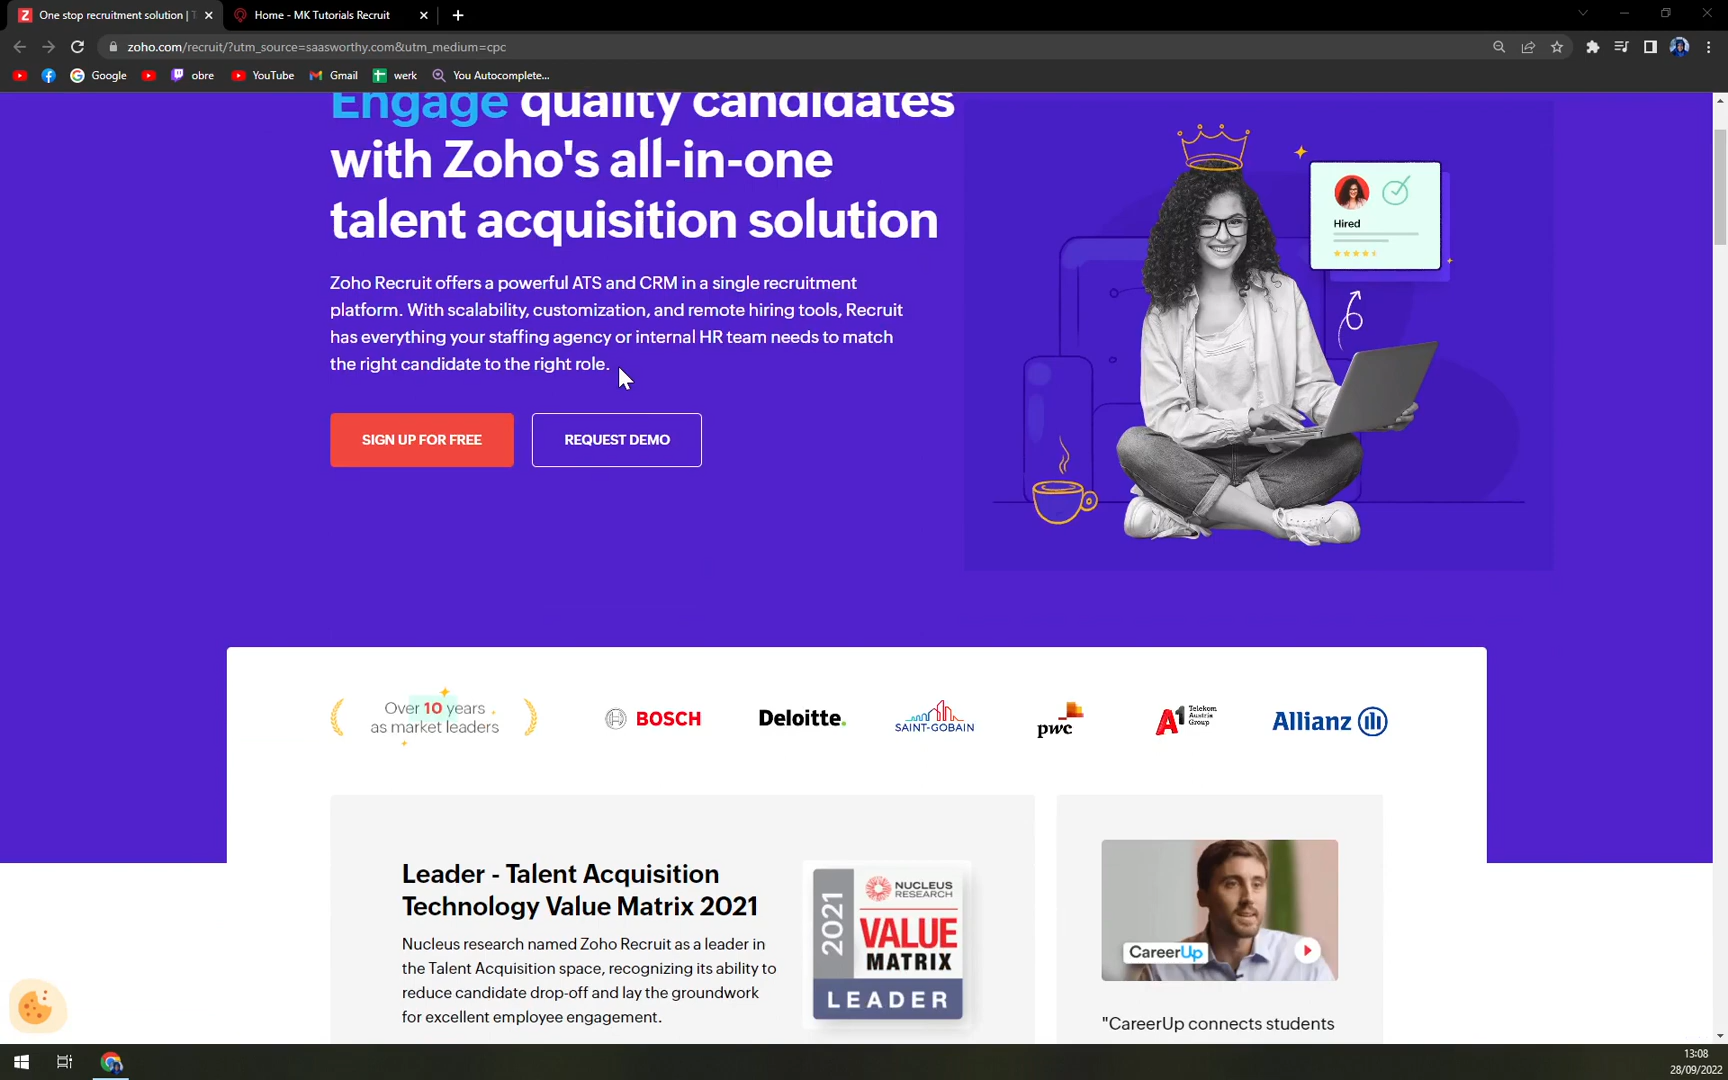 One stop recruitment solution | T
Home - MK Tutorials Recruit
zoho.com/recruit/?utm_source=saasworthy.com&utm_medium=cpc
Google
obre
YouTube
Gmail
werk
You Autocomplete...
Engage quality candidates
with Zoho's all-in-one
talent acquisition solution
Zoho Recruit offers a powerful ATS and CRM in a single recruitment
platform. With scalability, customization, and remote hiring tools, Recruit
has everything your staffing agency or internal HR team needs to match
the right candidate to the right role.
SIGN UP FOR FREE
REQUEST DEMO
Hired
Over 10 years
as market leaders
BOSCH
Deloitte.
SAINT-GOBAIN
pwc
A1 Telekom
Austria
Group
Allianz
Leader - Talent Acquisition
Technology Value Matrix 2021
Nucleus research named Zoho Recruit as a leader in
the Talent Acquisition space, recognizing its ability to
reduce candidate drop-off and lay the groundwork
for excellent employee engagement.
2021
NUCLEUS
RESEARCH
VALUE
MATRIX
LEADER
CareerUp
"CareerUp connects students
13:08
28/09/2022